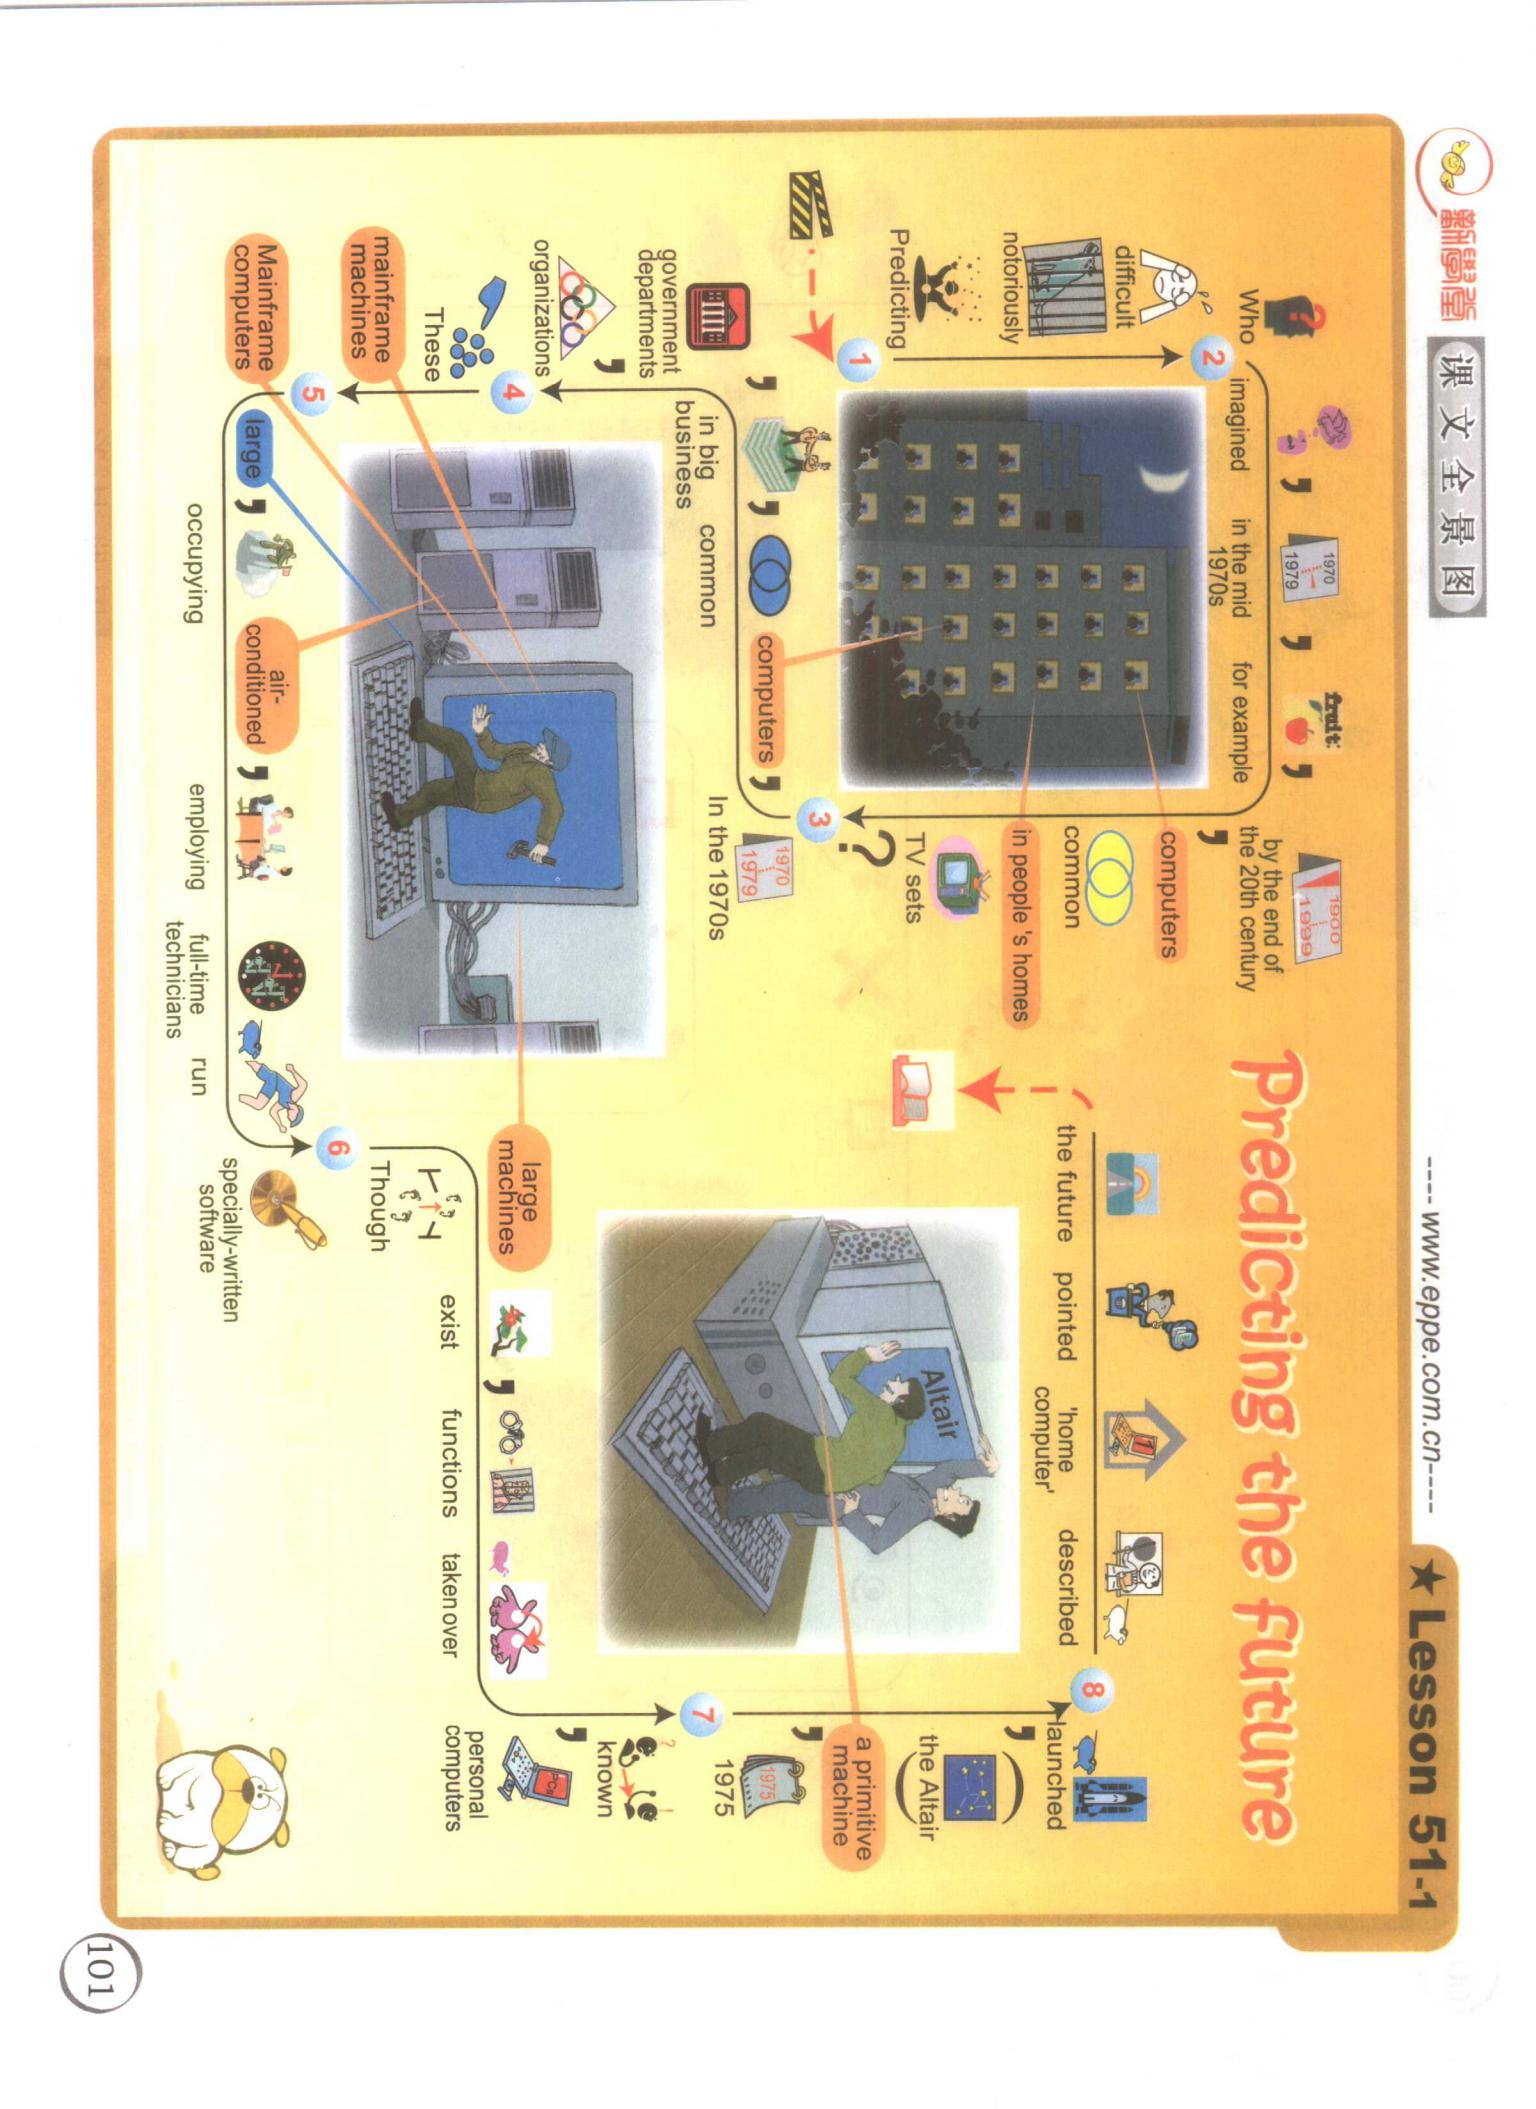 新學堂
课文全景图
---- www.eppe.com.cn----
★ Lesson 51-1
Predicting the future
1
Predicting
notoriously
difficult
2
Who
imagined
,
1970
1979
in the mid
1970s
,
fruit:
for example
,
1900
1999
by the end of
the 20th century
,
computers
common
in people 's homes
TV sets
?
3
1970
1979
In the 1970s
,
computers
common
,
in big
business
,
government
departments
,
organizations
4
These
mainframe
machines
5
Mainframe
computers
large
,
occupying
air-
conditioned
,
employing
full-time
technicians
run
6
specially-written
software
Though
large
machines
exist
,
functions
taken over
7
personal
computers
,
known
1975
1975
,
a primitive
machine
(
the Altair
)
,
launched
8
Altair
described
'home
computer'
pointed
the future
101